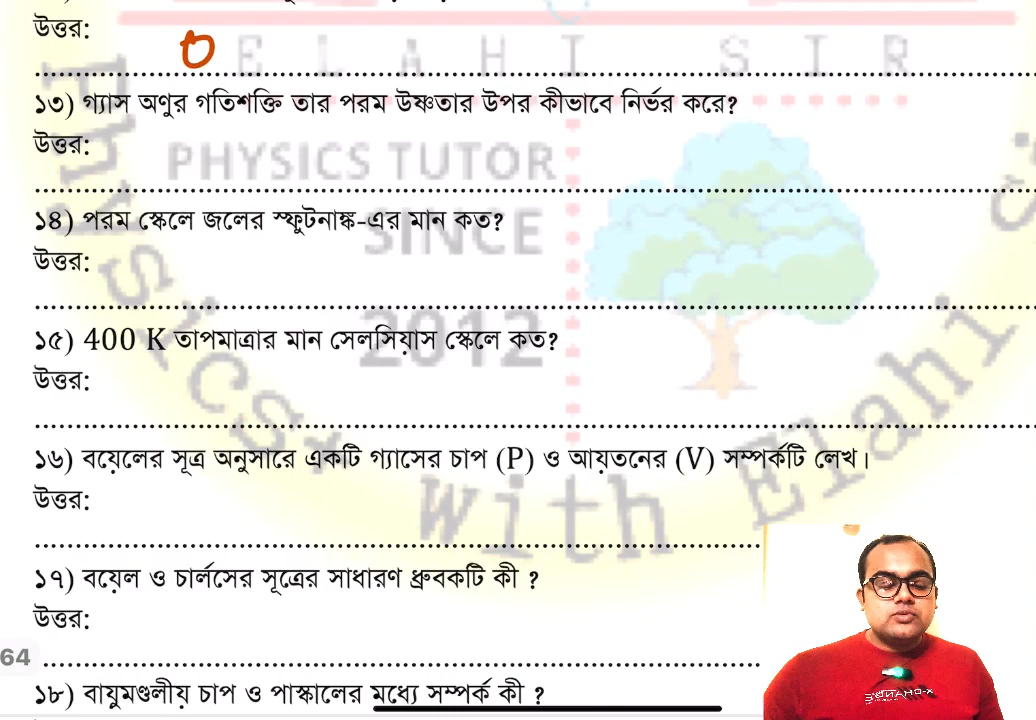 উত্তর:
০
ELAHI SIR
১৩) গ্যাস অণুর গতিশক্তি তার পরম উষ্ণতার উপর কীভাবে নির্ভর করে?
উত্তর:
PHYSICS TUTOR
১৪) পরম স্কেলে জলের স্ফুটনাঙ্ক-এর মান কত?
SINCE
উত্তর:
১৫) 400 K তাপমাত্রার মান সেলসিয়াস স্কেলে কত?
2012
উত্তর:
১৬) বয়েলের সূত্র অনুসারে একটি গ্যাসের চাপ (P) ও আয়তনের (V) সম্পর্কটি লেখ।
উত্তর:
Physics with Elahi
১৭) বয়েল ও চার্লসের সূত্রের সাধারণ ধ্রুবকটি কী ?
উত্তর:
64
১৮) বায়ুমণ্ডলীয় চাপ ও পাস্কালের মধ্যে সম্পর্ক কী ?